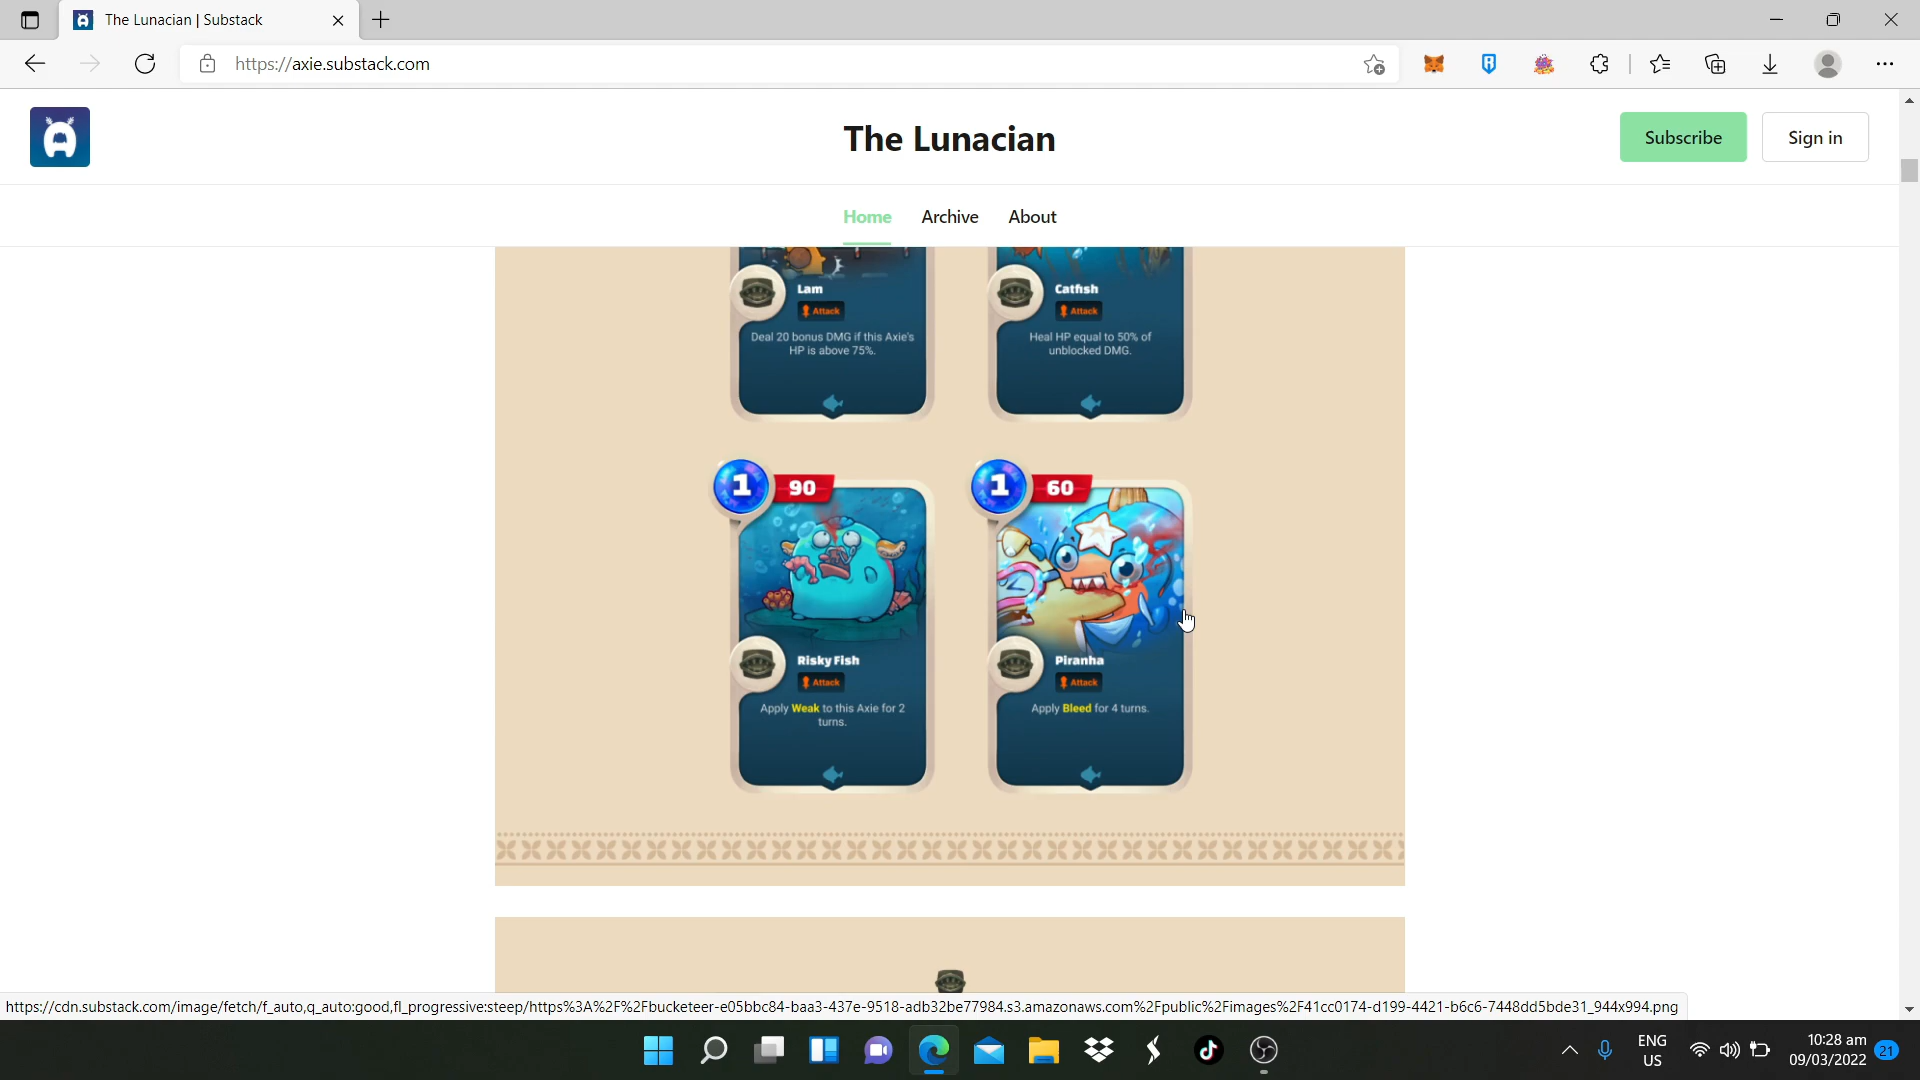 The Lunacian | Substack
https://axie.substack.com
The Lunacian
Subscribe
Sign in
Home
Archive
About
Lam
Attack
Deal 20 bonus DMG if this Axie's
HP is above 75%.
Catfish
Attack
Heal HP equal to 50% of
unblocked DMG.
1
90
Risky Fish
Attack
Apply Weak to this Axie for 2
turns.
1
60
Piranha
Attack
Apply Bleed for 4 turns.
https://cdn.substack.com/image/fetch/f_auto,q_auto:good,fl_progressive:steep/https%3A%2F%2Fbucketeer-e05bbc84-baa3-437e-9518-adb32be77984.s3.amazonaws.com%2Fpublic%2Fimages%2F41cc0174-d199-4421-b6c6-7448dd5bde31_944x994.png
ENG
US
10:28 am
09/03/2022
21